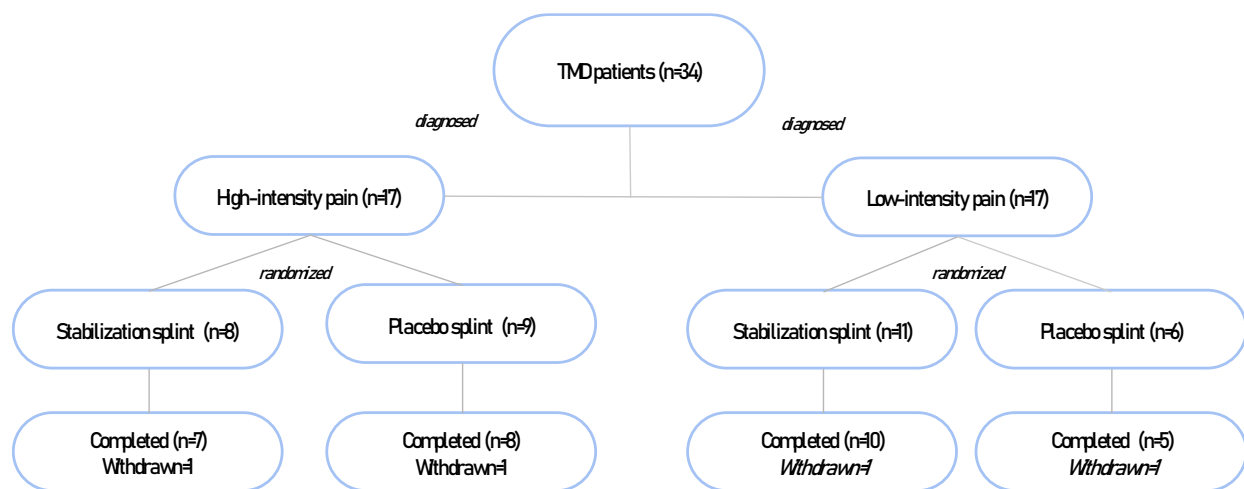 TMD patients (n=34)
diagnosed
diagnosed
High-intensity pain (n=17)
Low-intensity pain (n=17)
randomized
randomized
Stabilization splint (n=8)
Placebo splint (n=9)
Stabilization splint (n=11)
Placebo splint (n=6)
Completed (n=7)
Withdrawn=1
Completed (n=8)
Withdrawn=1
Completed (n=10)
Withdrawn=1
Completed (n=5)
Withdrawn=1